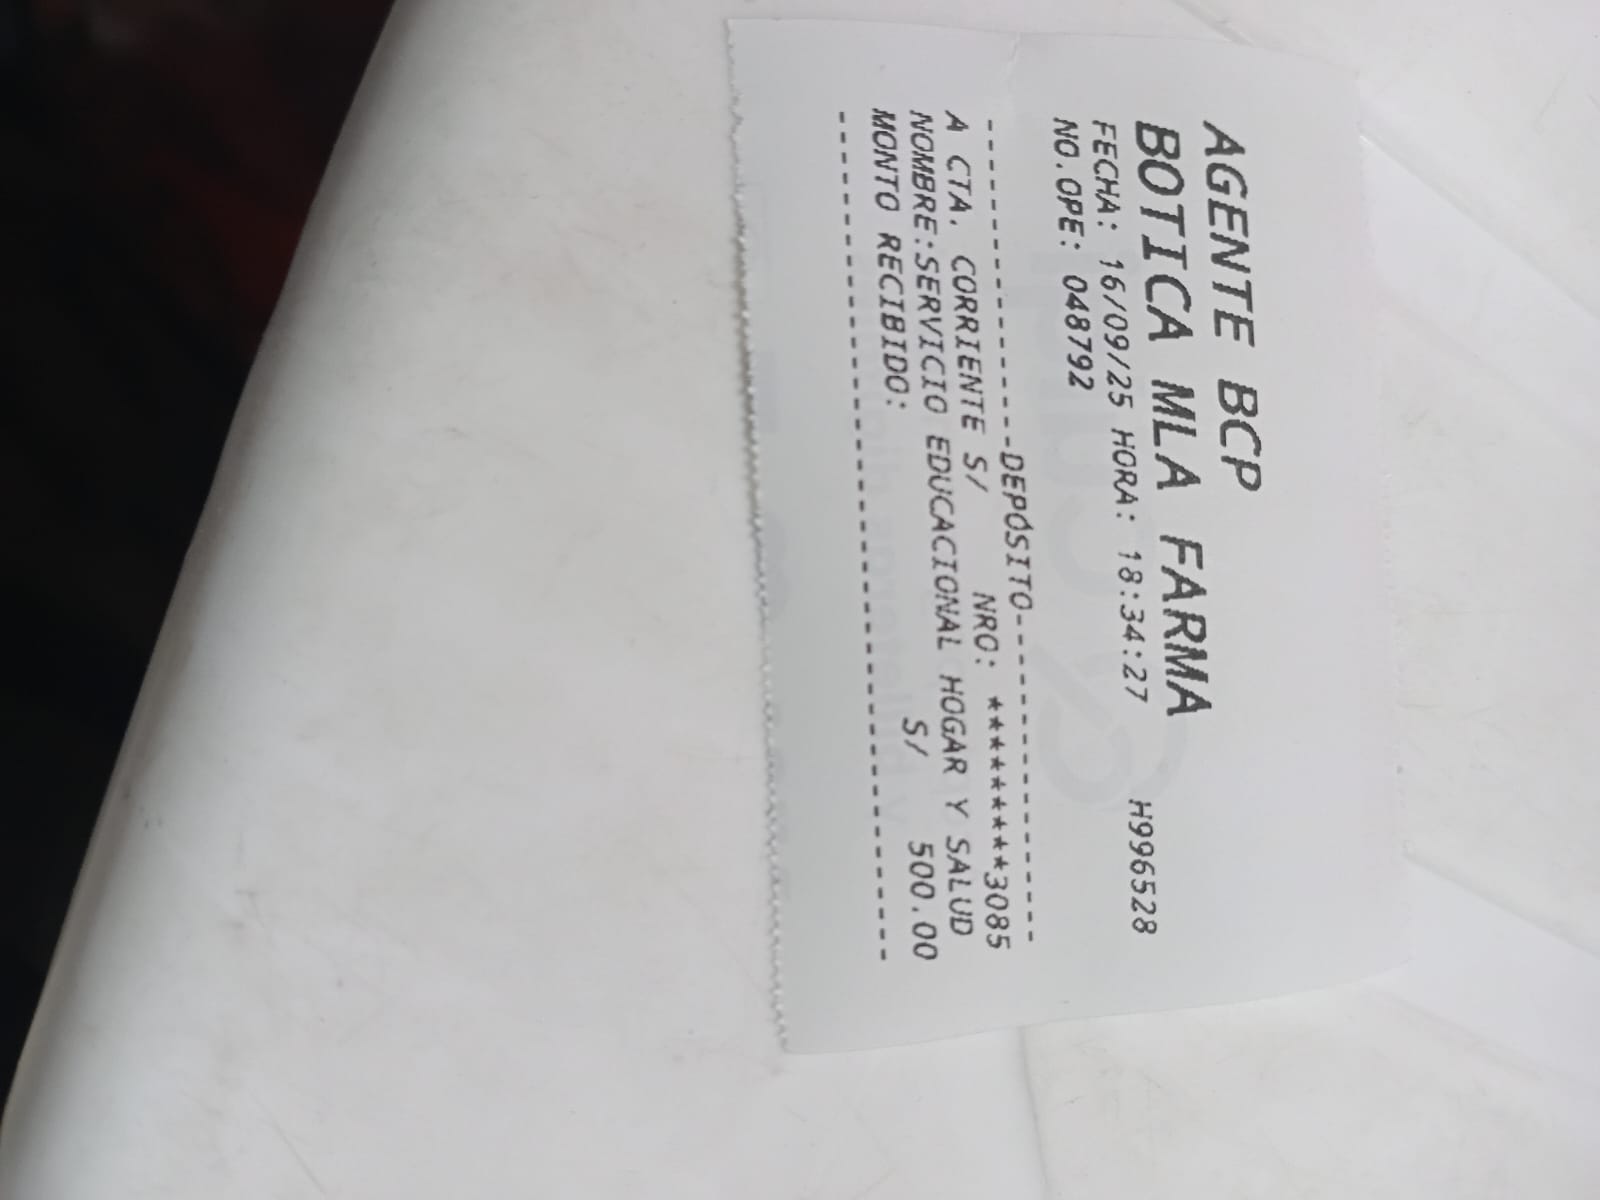 AGENTE BCP
BOTICA MLA FARMA
FECHA: 16/09/25 HORA: 18:34:27 H996528
NO.OPE: 048792
--------------DEPÓSITO--------------
A CTA. CORRIENTE S/ NRO: *********3085
NOMBRE:SERVICIO EDUCACIONAL HOGAR Y SALUD
MONTO RECIBIDO: S/ 500.00
------------------------------------